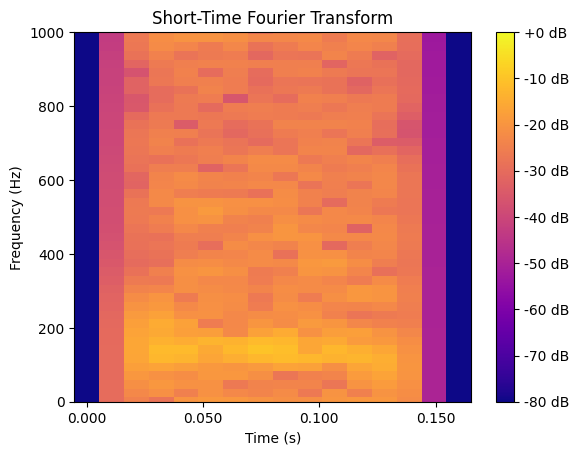 Short-Time Fourier Transform
1000
800
600
400
200
0
Frequency (Hz)
0.000
0.050
0.100
0.150
Time (s)
+0 dB
-10 dB
-20 dB
-30 dB
-40 dB
-50 dB
-60 dB
-70 dB
-80 dB